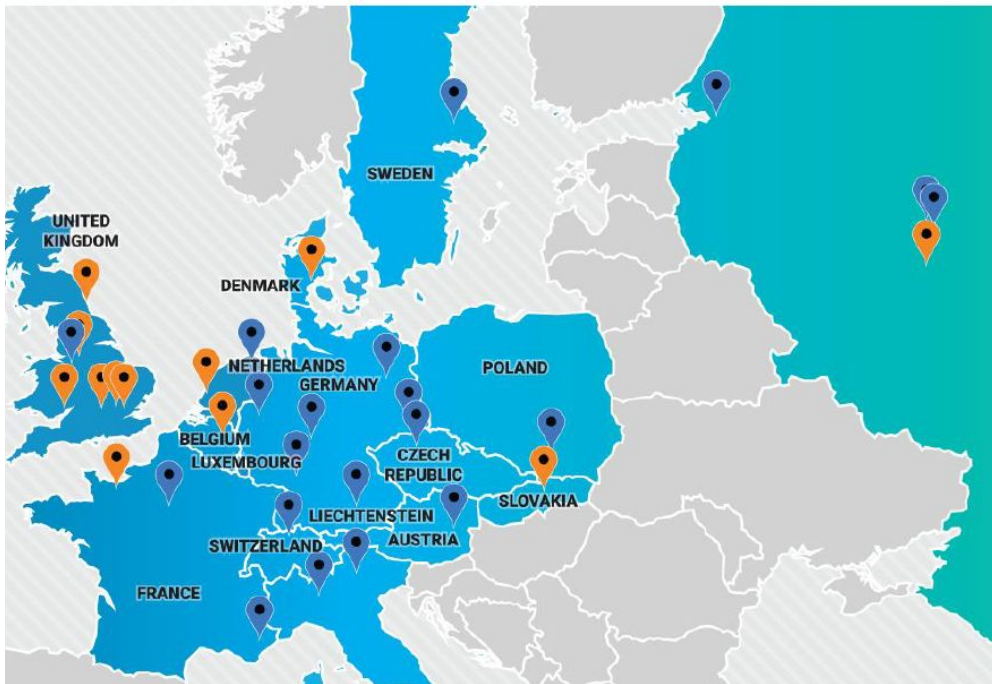 SWEDEN
UNITED
KINGDOM
DENMARK
NETHERLANDS
GERMANY
POLAND
BELGIUM
LUXEMBOURG
CZECH
REPUBLIC
SLOVAKIA
LIECHTENSTEIN
AUSTRIA
SWITZERLAND
FRANCE